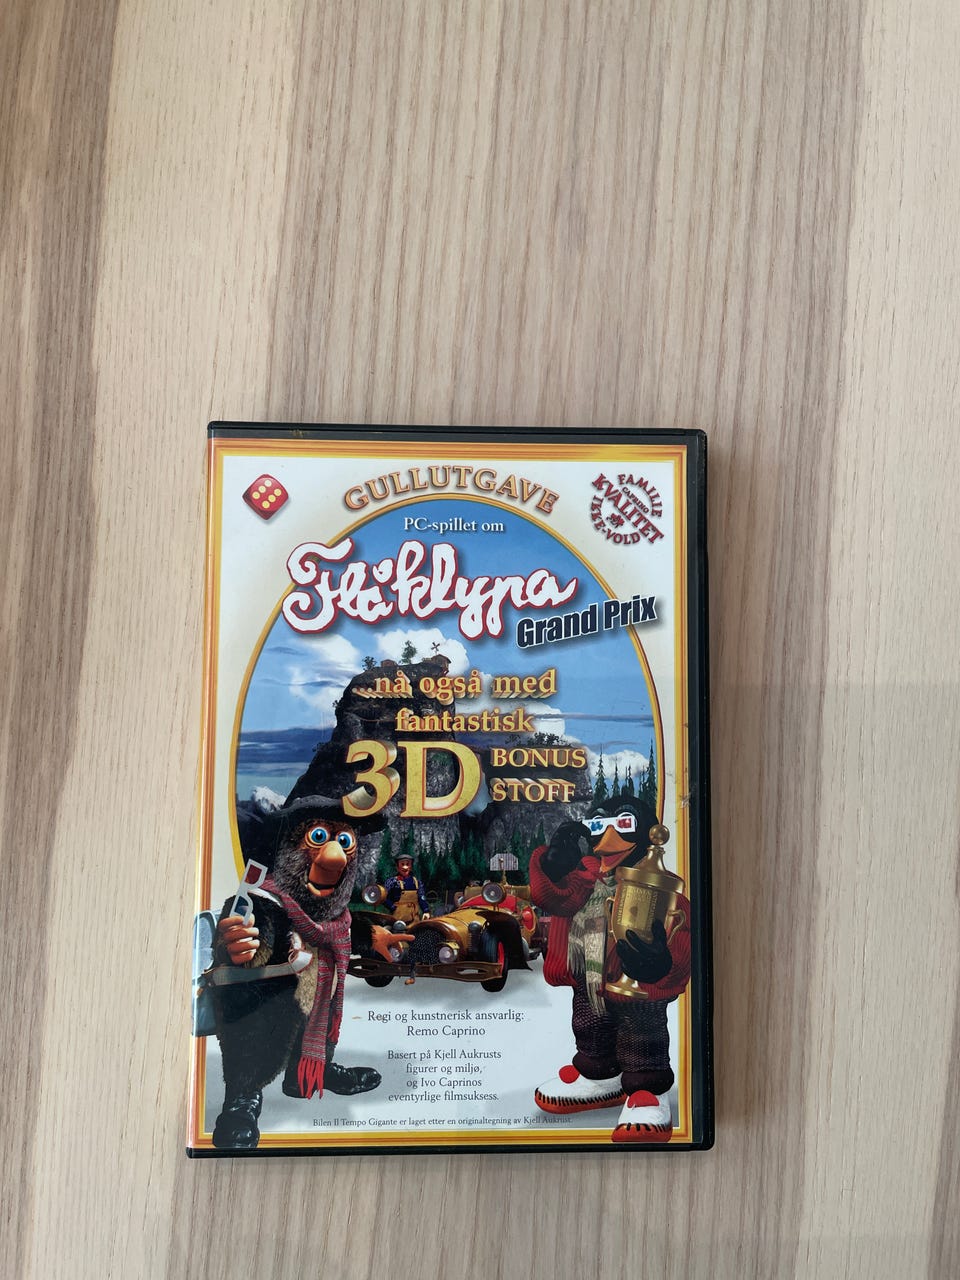 GULLUTGAVE
FAMILIE
CAPRINO
KVALITET
IKKE-VOLD
PC-spillet om
Flåklypa
Grand Prix
...nå også med
fantastisk
3D BONUS
STOFF
Regi og kunstnerisk ansvarlig:
Remo Caprino
Basert på Kjell Aukrusts
figurer og miljø,
og Ivo Caprinos
eventyrlige filmsuksess.
Bilen Il Tempo Gigante er laget etter en originaltegning av Kjell Aukrust.